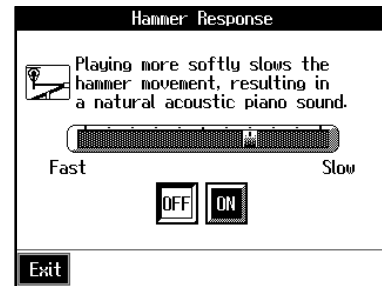 Hammer Response
Playing more softly slows the
hammer movement, resulting in
a natural acoustic piano sound.
Fast Slow
OFF ON
Exit